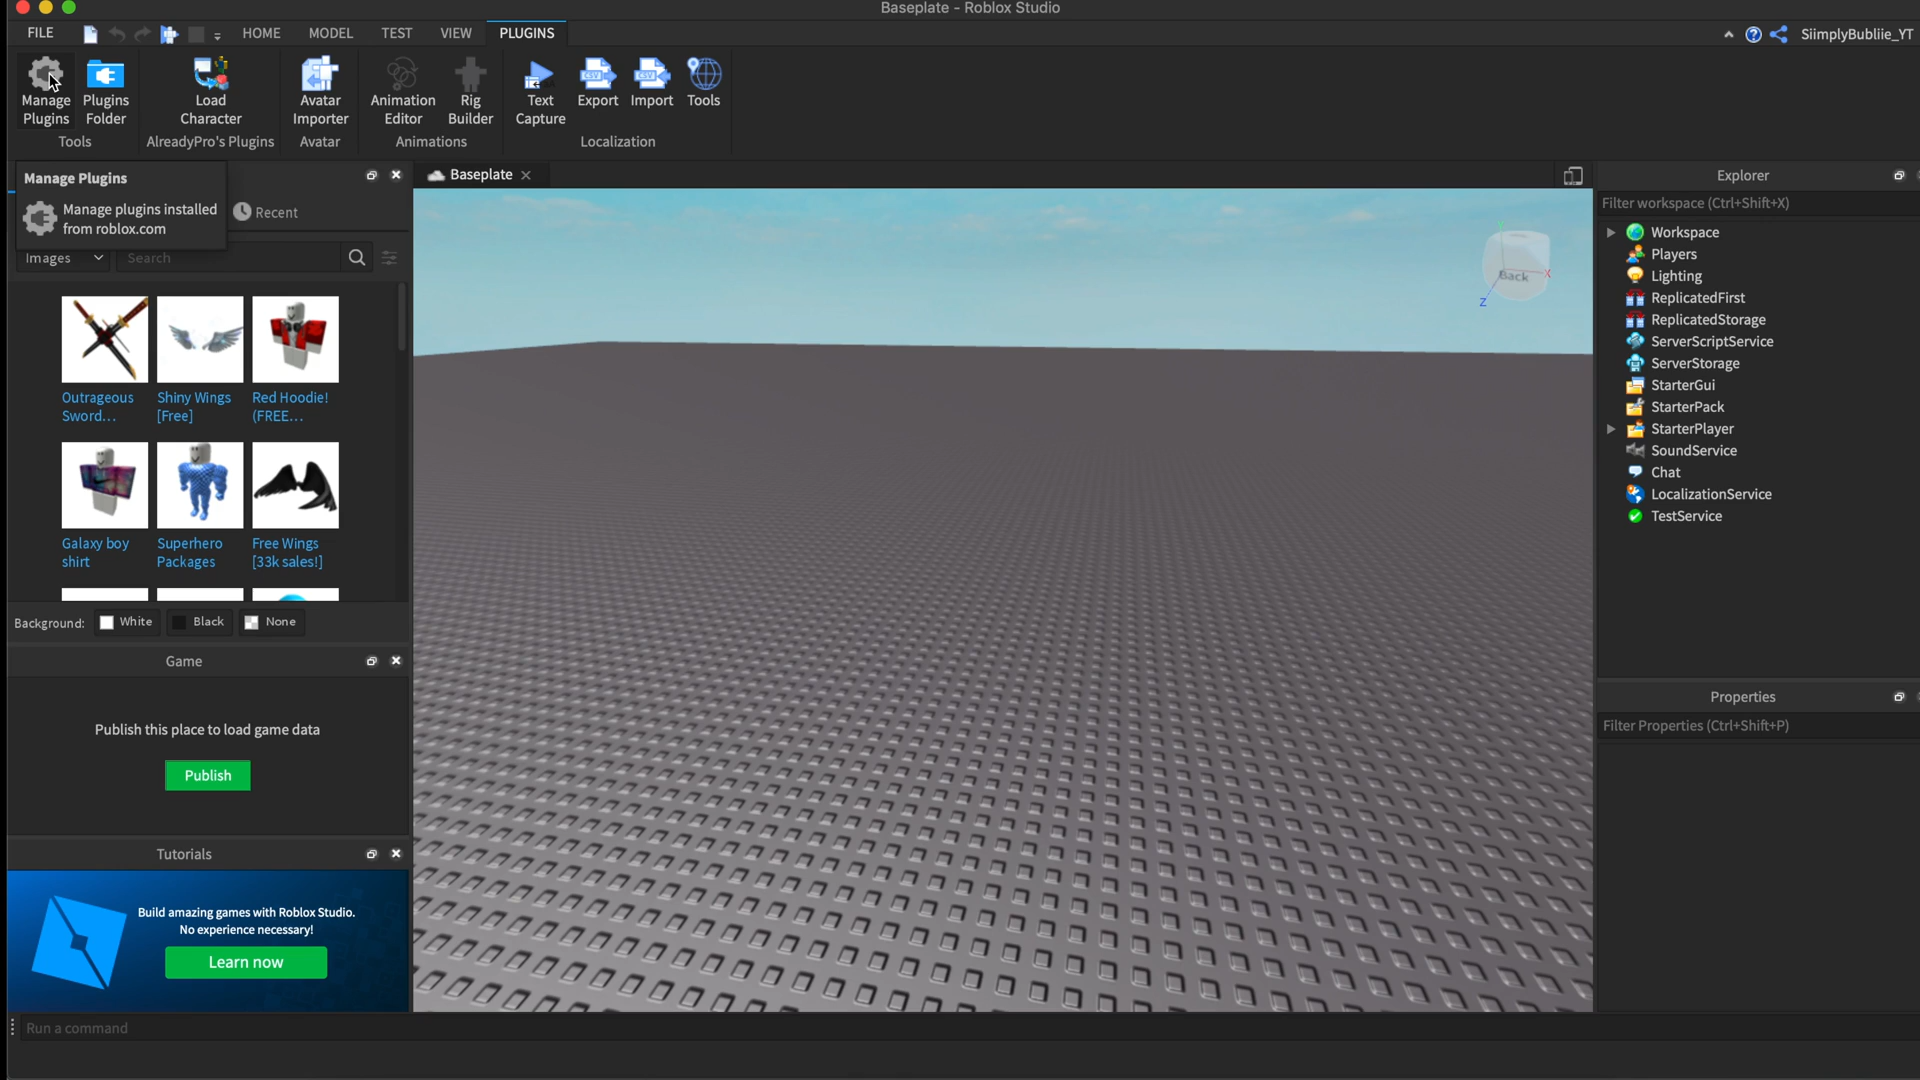 Baseplate - Roblox Studio
FILE
HOME
MODEL
TEST
VIEW
PLUGINS
SiimplyBubliie_YT
Manage
Plugins
Plugins
Folder
Load
Character
Avatar
Importer
Animation
Editor
Rig
Builder
Text
Capture
Export
Import
Tools
Tools
AlreadyPro's Plugins
Avatar
Animations
Localization
Manage Plugins
Manage plugins installed
from roblox.com
Recent
Images
Search
Outrageous
Sword...
Shiny Wings
[Free]
Red Hoodie!
(FREE...
Galaxy boy
shirt
Superhero
Packages
Free Wings
[33k sales!]
Background:
White
Black
None
Game
Publish this place to load game data
Publish
Tutorials
Build amazing games with Roblox Studio.
No experience necessary!
Learn now
Run a command
Baseplate
Back
X
Z
Explorer
Filter workspace (Ctrl+Shift+X)
Workspace
Players
Lighting
ReplicatedFirst
ReplicatedStorage
ServerScriptService
ServerStorage
StarterGui
StarterPack
StarterPlayer
SoundService
Chat
LocalizationService
TestService
Properties
Filter Properties (Ctrl+Shift+P)